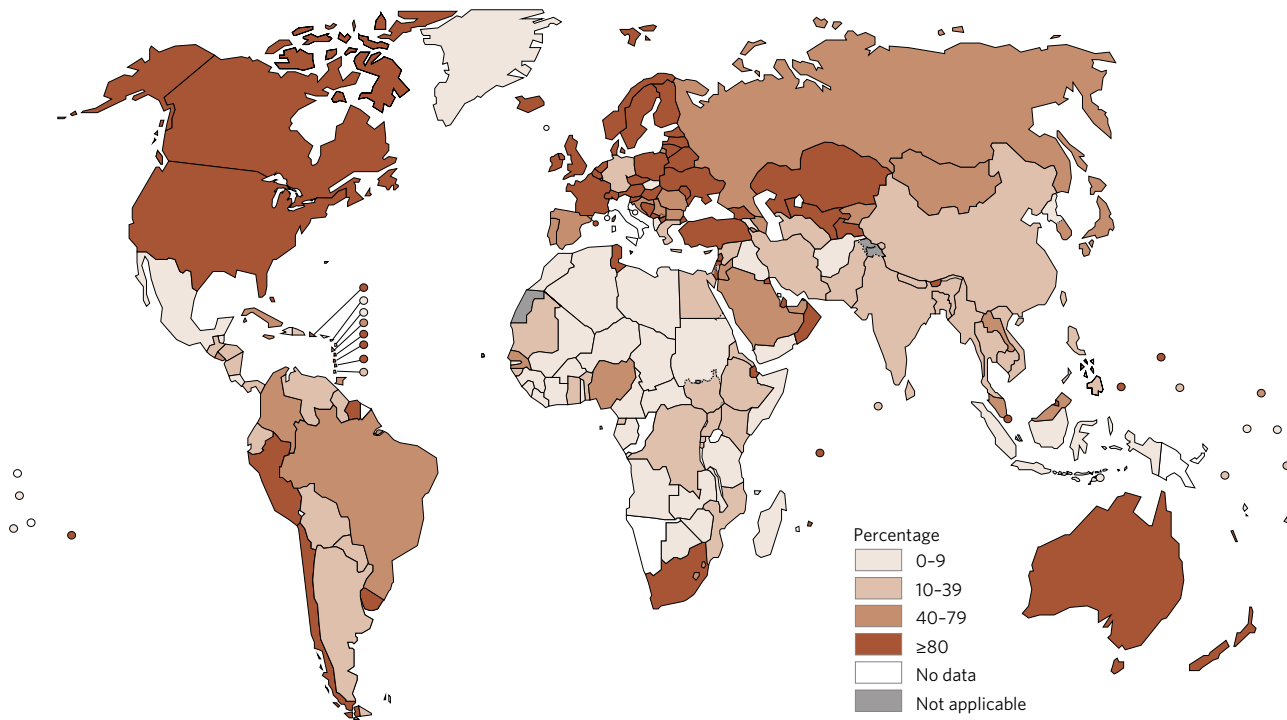 Percentage
0–9
10–39
40–79
≥80
No data
Not applicable